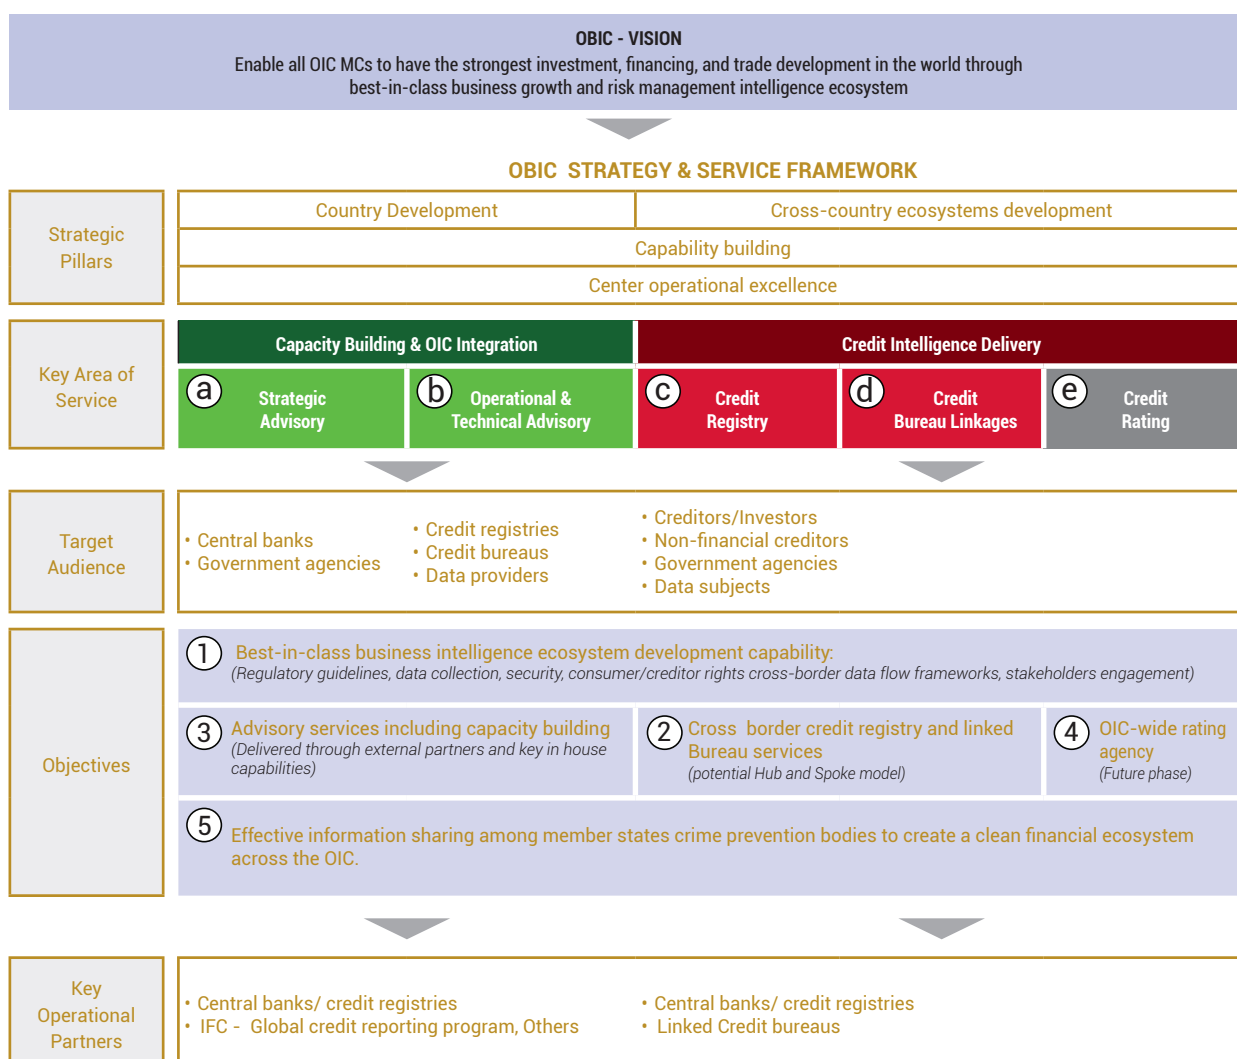 OBIC - VISION
Enable all OIC MCs to have the strongest investment, financing, and trade development in the world through
best-in-class business growth and risk management intelligence ecosystem
OBIC STRATEGY & SERVICE FRAMEWORK
Strategic
Pillars
Country Development
Cross-country ecosystems development
Capability building
Center operational excellence
Key Area of
Service
Capacity Building & OIC Integration
Credit Intelligence Delivery
a
Strategic
Advisory
b
Operational &
Technical Advisory
c
Credit
Registry
d
Credit
Bureau Linkages
e
Credit
Rating
Target
Audience
• Central banks
• Government agencies
• Credit registries
• Credit bureaus
• Data providers
• Creditors/Investors
• Non-financial creditors
• Government agencies
• Data subjects
Objectives
1
Best-in-class business intelligence ecosystem development capability:
(Regulatory guidelines, data collection, security, consumer/creditor rights cross-border data flow frameworks, stakeholders engagement)
3
Advisory services including capacity building
(Delivered through external partners and key in house
capabilities)
2
Cross border credit registry and linked
Bureau services
(potential Hub and Spoke model)
4
OIC-wide rating
agency
(Future phase)
5
Effective information sharing among member states crime prevention bodies to create a clean financial ecosystem
across the OIC.
Key
Operational
Partners
• Central banks/ credit registries
• IFC - Global credit reporting program, Others
• Central banks/ credit registries
• Linked Credit bureaus